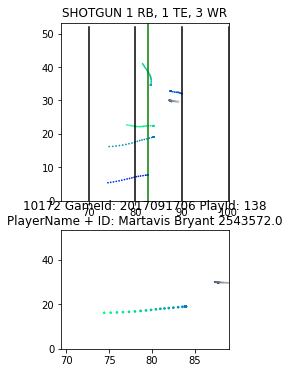 SHOTGUN 1 RB, 1 TE, 3 WR
50
40
30
20
10
0
70 80 90 100
10172 GameId: 2017091706 PlayId: 138
PlayerName + ID: Martavis Bryant 2543572.0
40
20
0
70 75 80 85